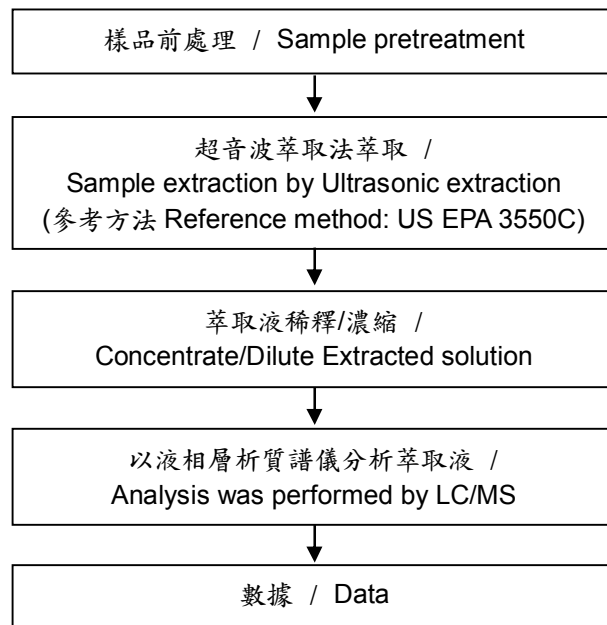 樣品前處理 / Sample pretreatment
超音波萃取法萃取 /
Sample extraction by Ultrasonic extraction
(參考方法 Reference method: US EPA 3550C)
萃取液稀釋/濃縮 /
Concentrate/Dilute Extracted solution
以液相層析質譜儀分析萃取液 /
Analysis was performed by LC/MS
數據 / Data